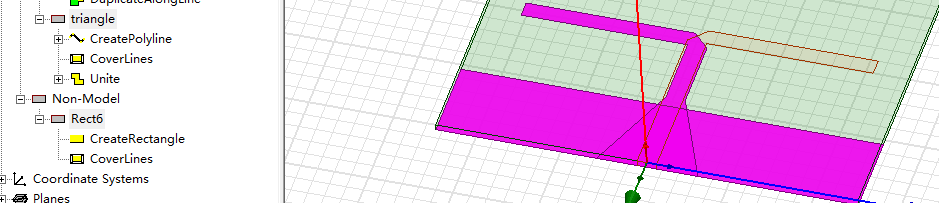 DuplicateAlongLine
triangle
CreatePolyline
CoverLines
Unite
Non-Model
Rect6
CreateRectangle
CoverLines
Coordinate Systems
Planes